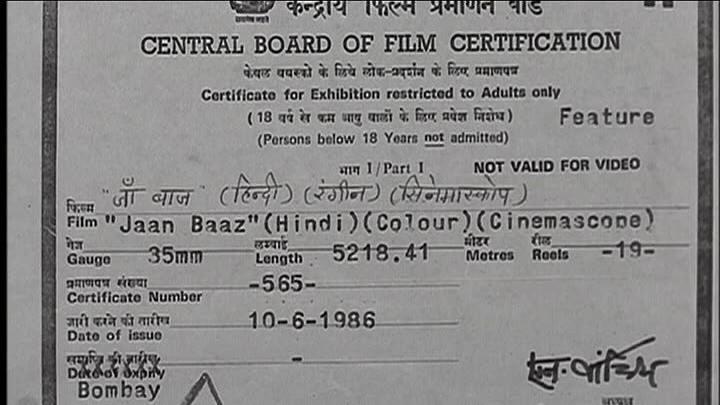 केन्द्रीय फिल्म प्रमाणन बोर्ड
CENTRAL BOARD OF FILM CERTIFICATION
केवल वयस्कों के लिये लोक-प्रदर्शन के लिए प्रमाणपत्र
Certificate for Exhibition restricted to Adults only
(18 वर्ष से कम आयु वालों के लिए प्रवेश निषेध) Feature
(Persons below 18 Years not admitted)
भाग I/Part I NOT VALID FOR VIDEO
"जाँ बाज" (हिन्दी) (रंगीन) (सिनेमास्कोप)
फिल्म
Film "Jaan Baaz"(Hindi)(Colour)(Cinemascope)
गेज लम्बाई मीटर रील
Gauge 35mm Length 5218.41 Metres Reels -19-
प्रमाणपत्र संख्या
Certificate Number -565-
जारी करने की तारीख
Date of issue 10-6-1986
समाप्ति की तारीख
Date of expiry -
Bombay